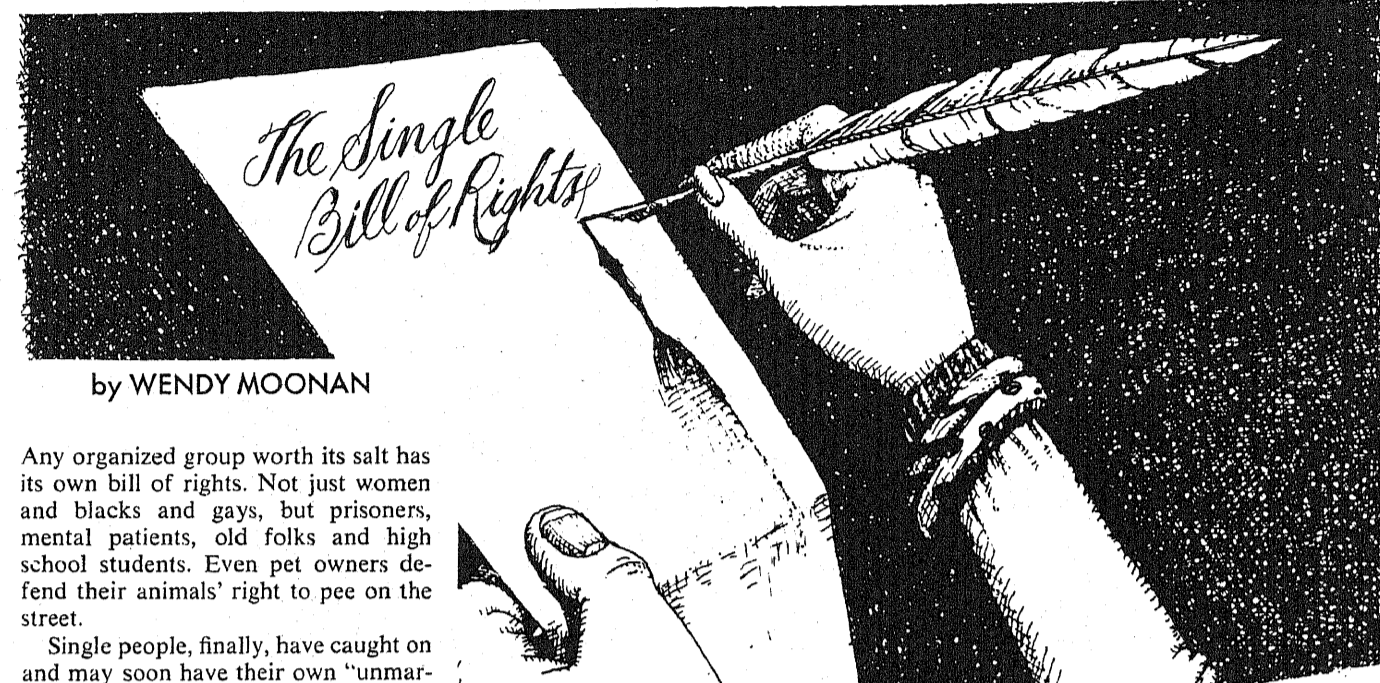 The Single
Bill of Rights
by WENDY MOONAN
Any organized group worth its salt has
its own bill of rights. Not just women
and blacks and gays, but prisoners,
mental patients, old folks and high
school students. Even pet owners de-
fend their animals' right to pee on the
street.
Single people, finally, have caught on
and may soon have their own "unmar-